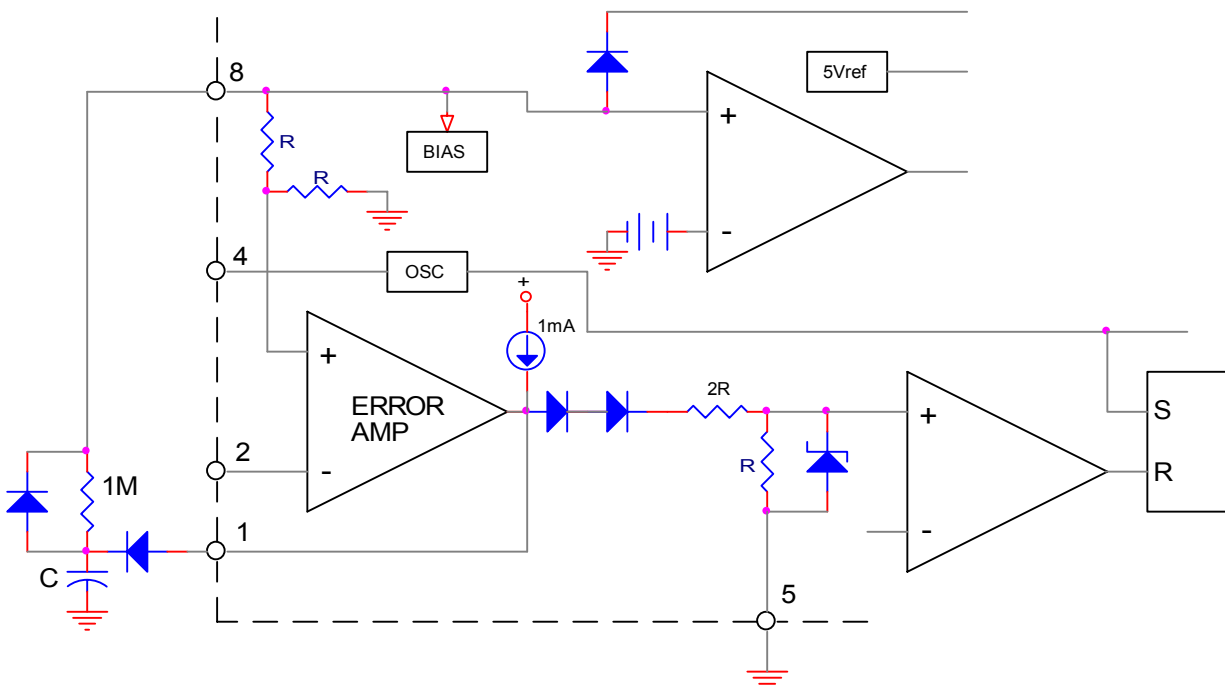 8
5Vref
+
R
BIAS
R
-
4
OSC
+
1mA
+
2R
+
ERROR
AMP
S
2
-
R
R
1M
1
-
C
5